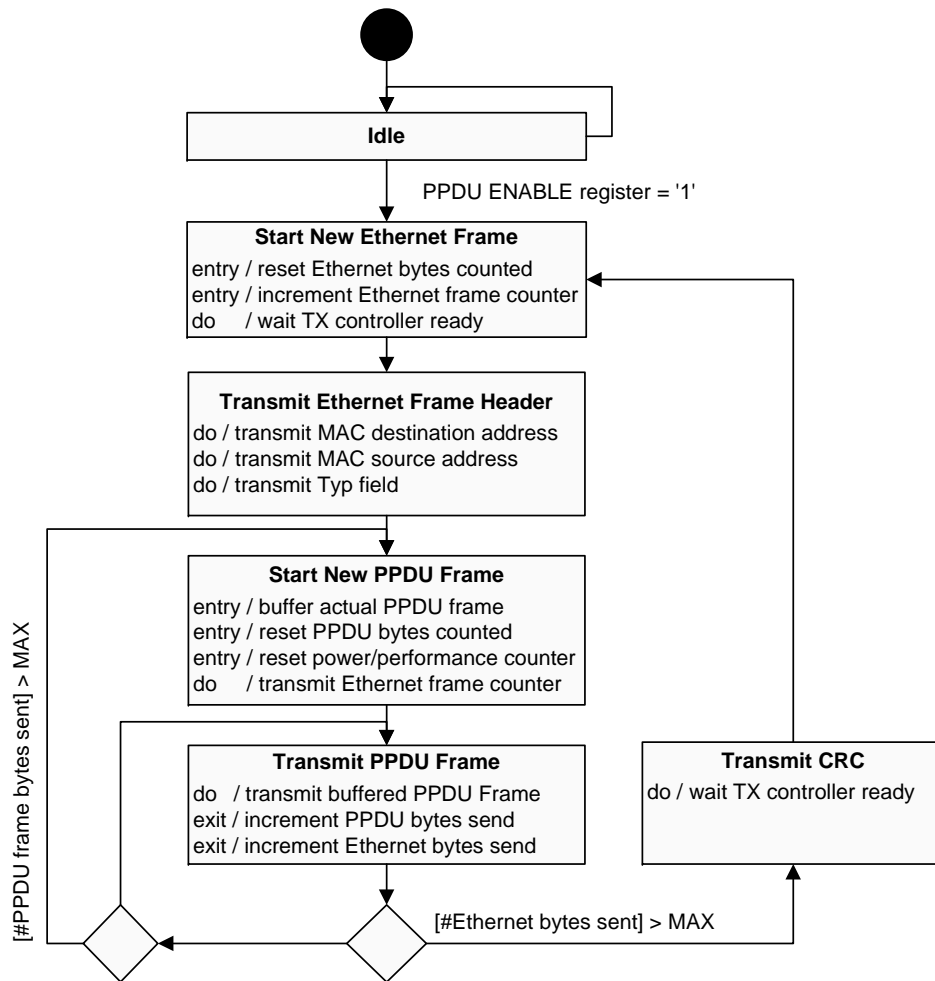 Idle
PPDU ENABLE register = '1'
Start New Ethernet Frame
entry / reset Ethernet bytes counted
entry / increment Ethernet frame counter
do / wait TX controller ready
Transmit Ethernet Frame Header
do / transmit MAC destination address
do / transmit MAC source address
do / transmit Typ field
Start New PPDU Frame
entry / buffer actual PPDU frame
entry / reset PPDU bytes counted
entry / reset power/performance counter
do / transmit Ethernet frame counter
[#PPDU frame bytes sent] > MAX
Transmit PPDU Frame
do / transmit buffered PPDU Frame
exit / increment PPDU bytes send
exit / increment Ethernet bytes send
Transmit CRC
do / wait TX controller ready
[#Ethernet bytes sent] > MAX